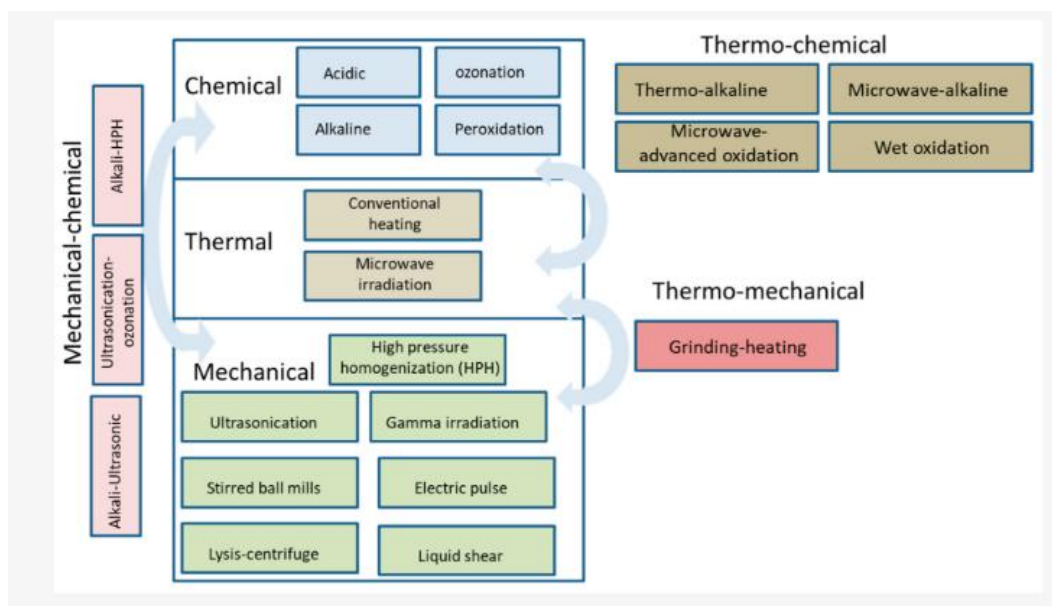 Mechanical-chemical
Alkali-HPH
Ultrasonication-
ozonation
Alkali-Ultrasonic
Chemical
Acidic
ozonation
Alkaline
Peroxidation
Thermal
Conventional
heating
Microwave
irradiation
Mechanical
High pressure
homogenization (HPH)
Ultrasonication
Gamma irradiation
Stirred ball mills
Electric pulse
Lysis-centrifuge
Liquid shear
Thermo-chemical
Thermo-alkaline
Microwave-alkaline
Microwave-
advanced oxidation
Wet oxidation
Thermo-mechanical
Grinding-heating